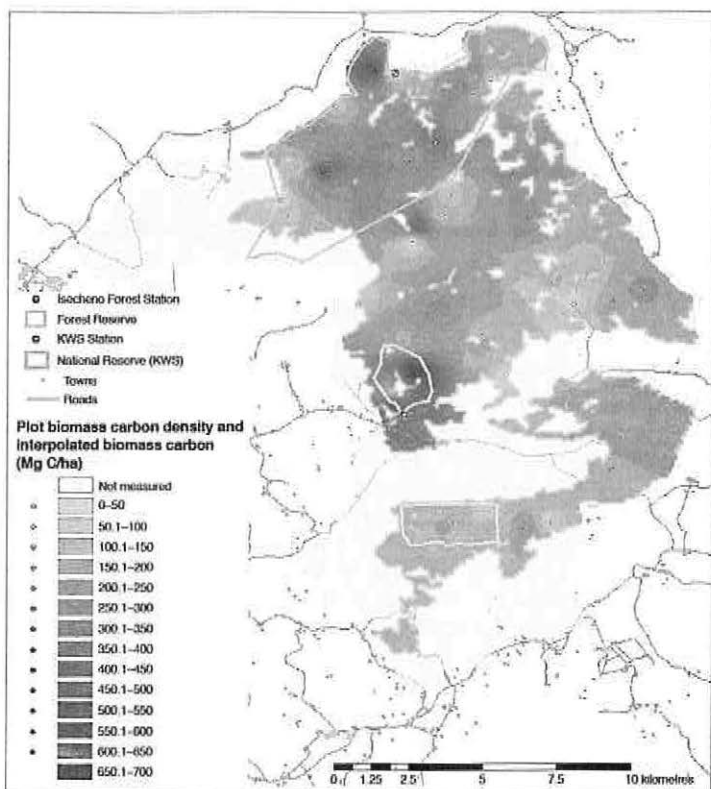 Isecheno Forest Station
Forest Reserve
KWS Station
National Reserve (KWS)
Towns
Roads
Plot biomass carbon density and
interpolated biomass carbon
(Mg C/ha)
Not measured
0–50
50.1–100
100.1–150
150.1–200
200.1–250
250.1–300
300.1–350
350.1–400
400.1–450
450.1–500
500.1–550
550.1–600
600.1–650
650.1–700
0 1.25 2.5 5 7.5 10 kilometres